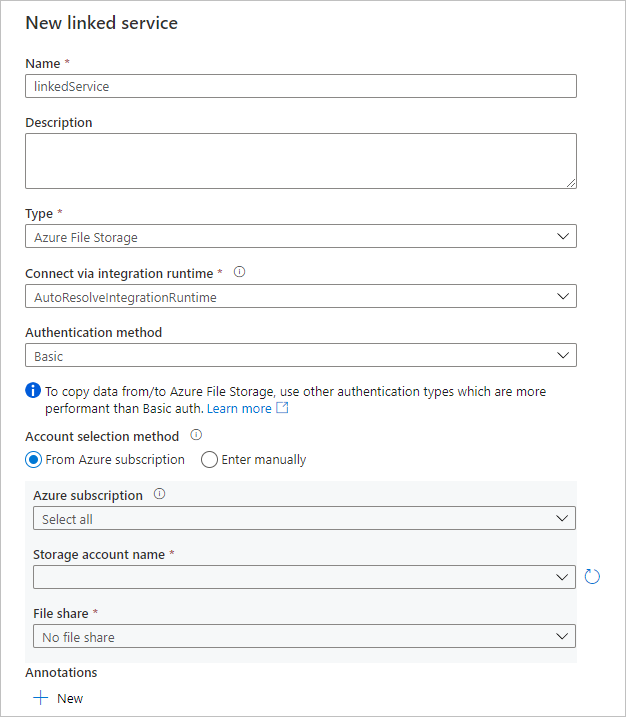 New linked service
Name *
linkedService
Description
Type *
Azure File Storage
Connect via integration runtime *
AutoResolveIntegrationRuntime
Authentication method
Basic
To copy data from/to Azure File Storage, use other authentication types which are more
performant than Basic auth. Learn more
Account selection method
From Azure subscription Enter manually
Azure subscription
Select all
Storage account name *
File share *
No file share
Annotations
New